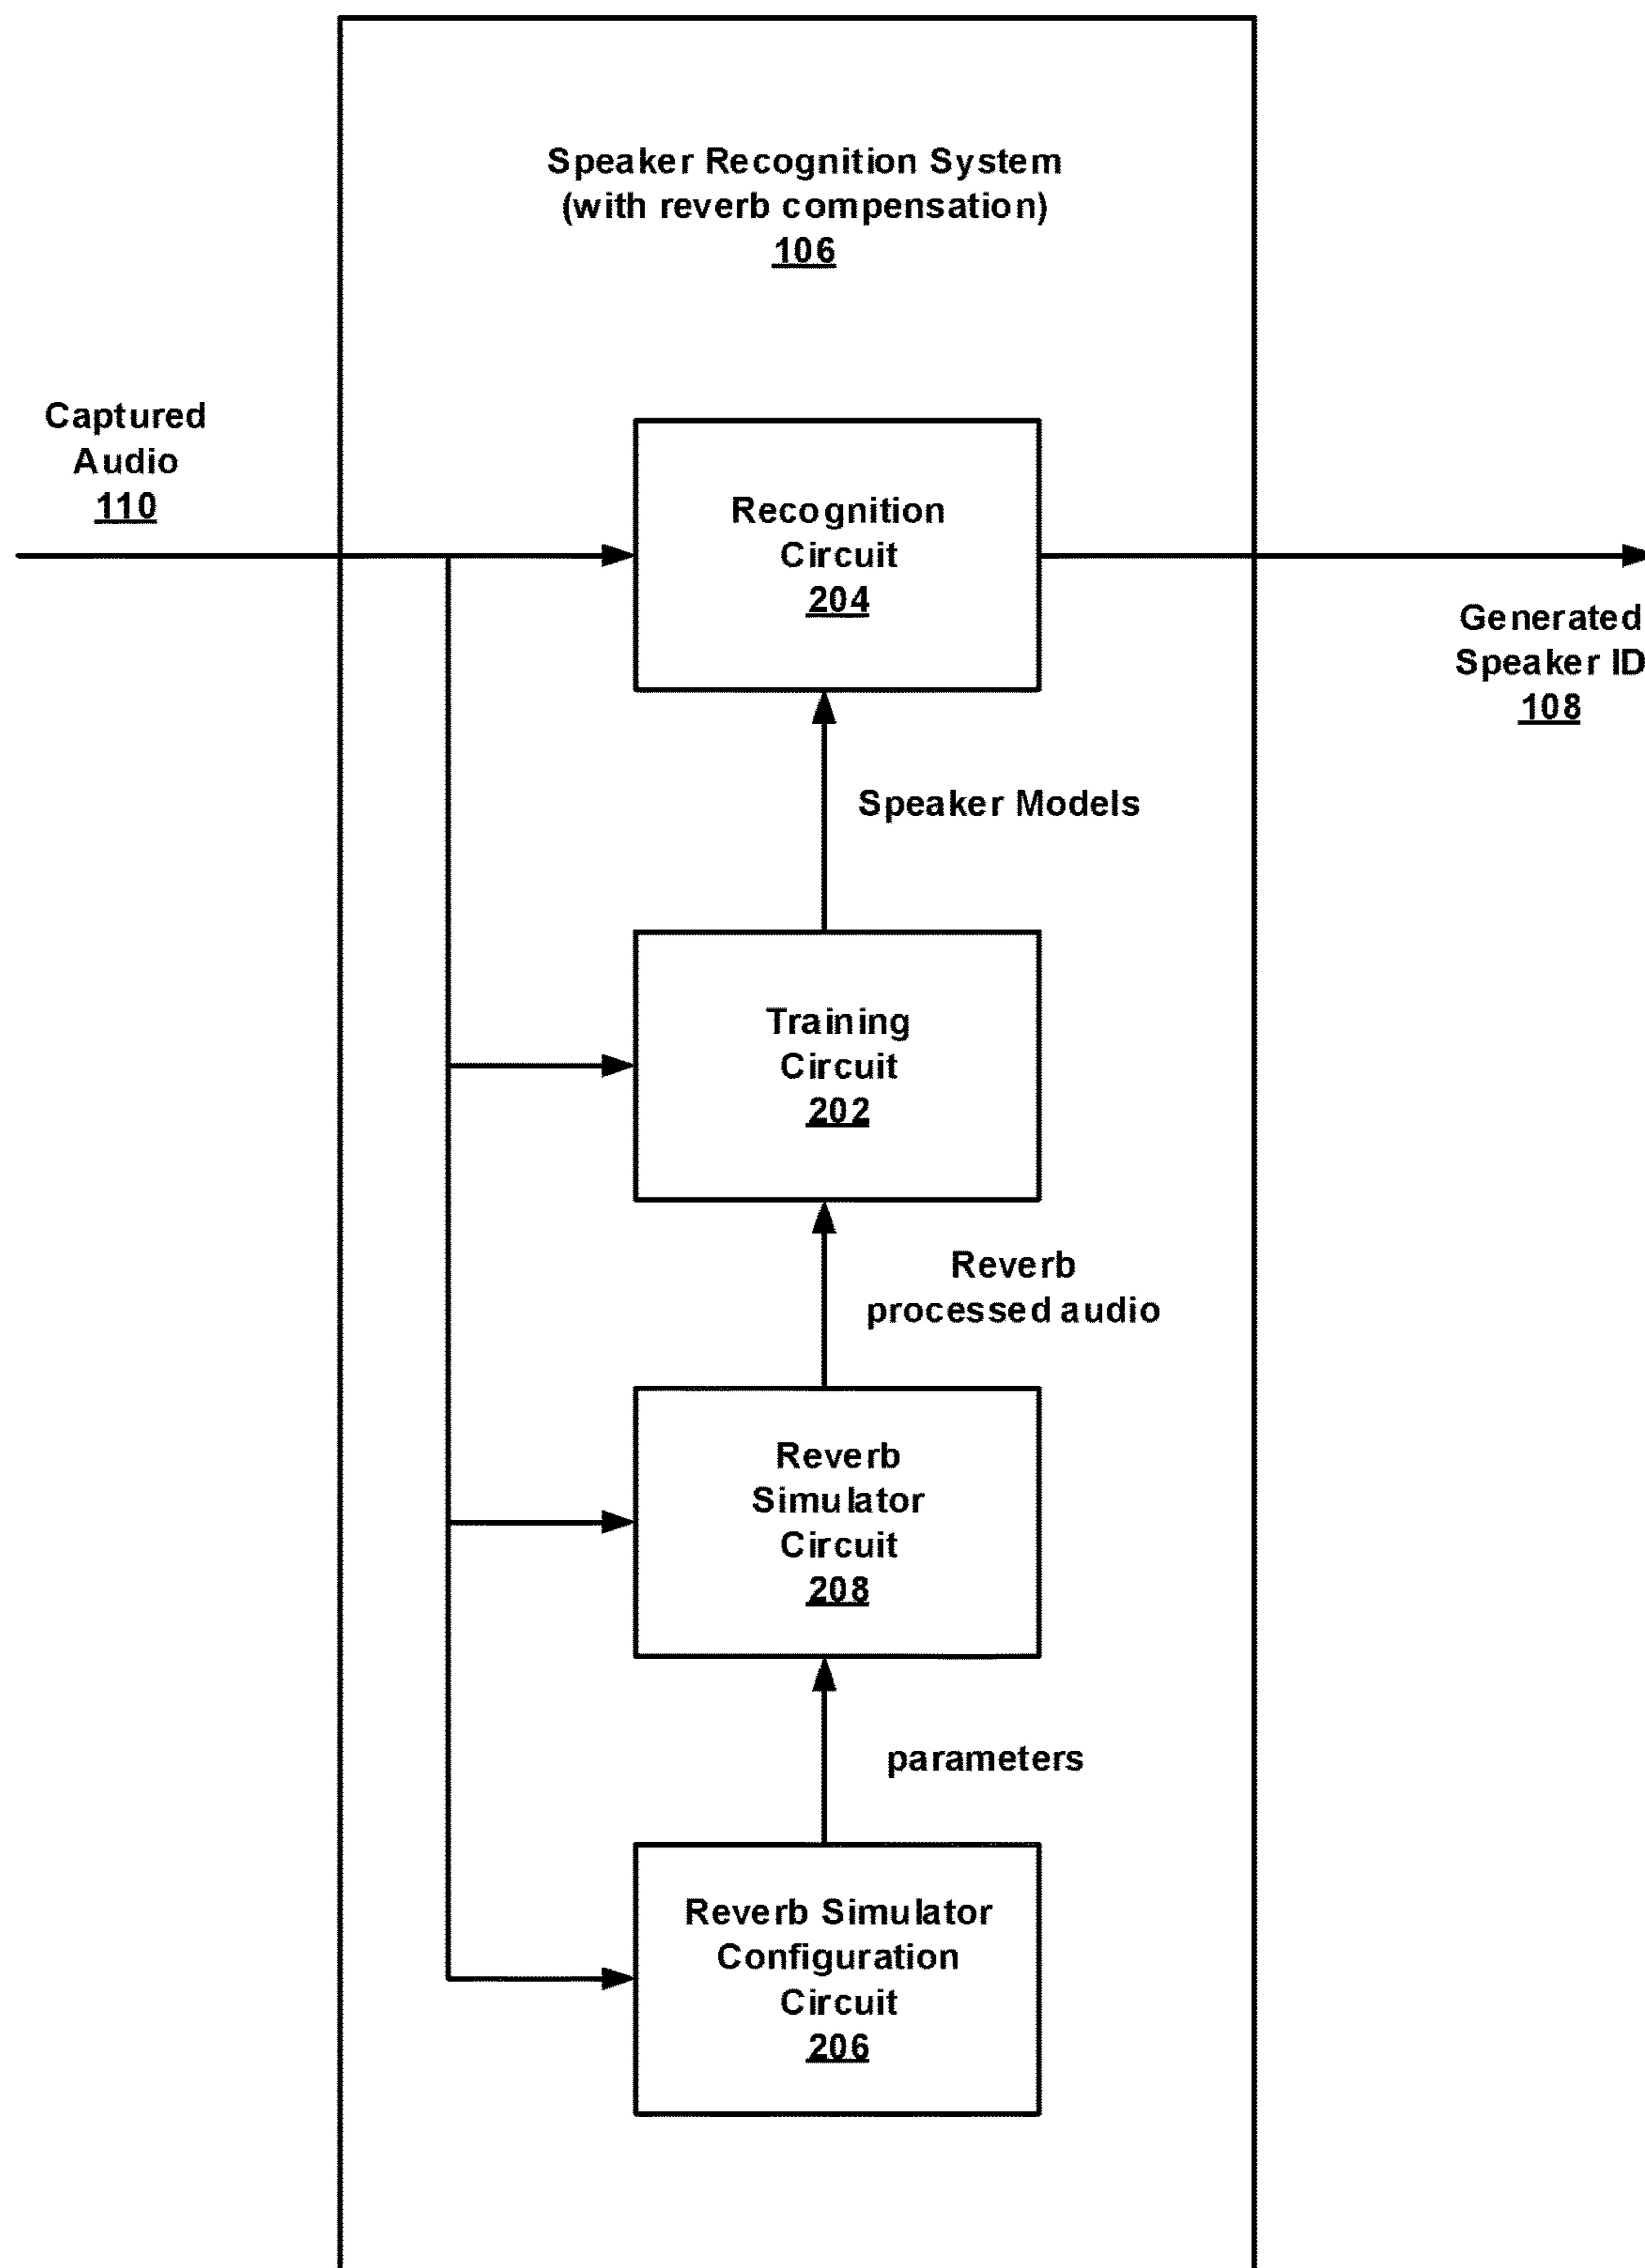 Speaker Recognition System
(with reverb compensation)
106
Captured
Audio
110
Recognition
Circuit
204
Generated
Speaker ID
108
Speaker Models
Training
Circuit
202
Reverb
processed audio
Reverb
Simulator
Circuit
208
parameters
Reverb Simulator
Configuration
Circuit
206